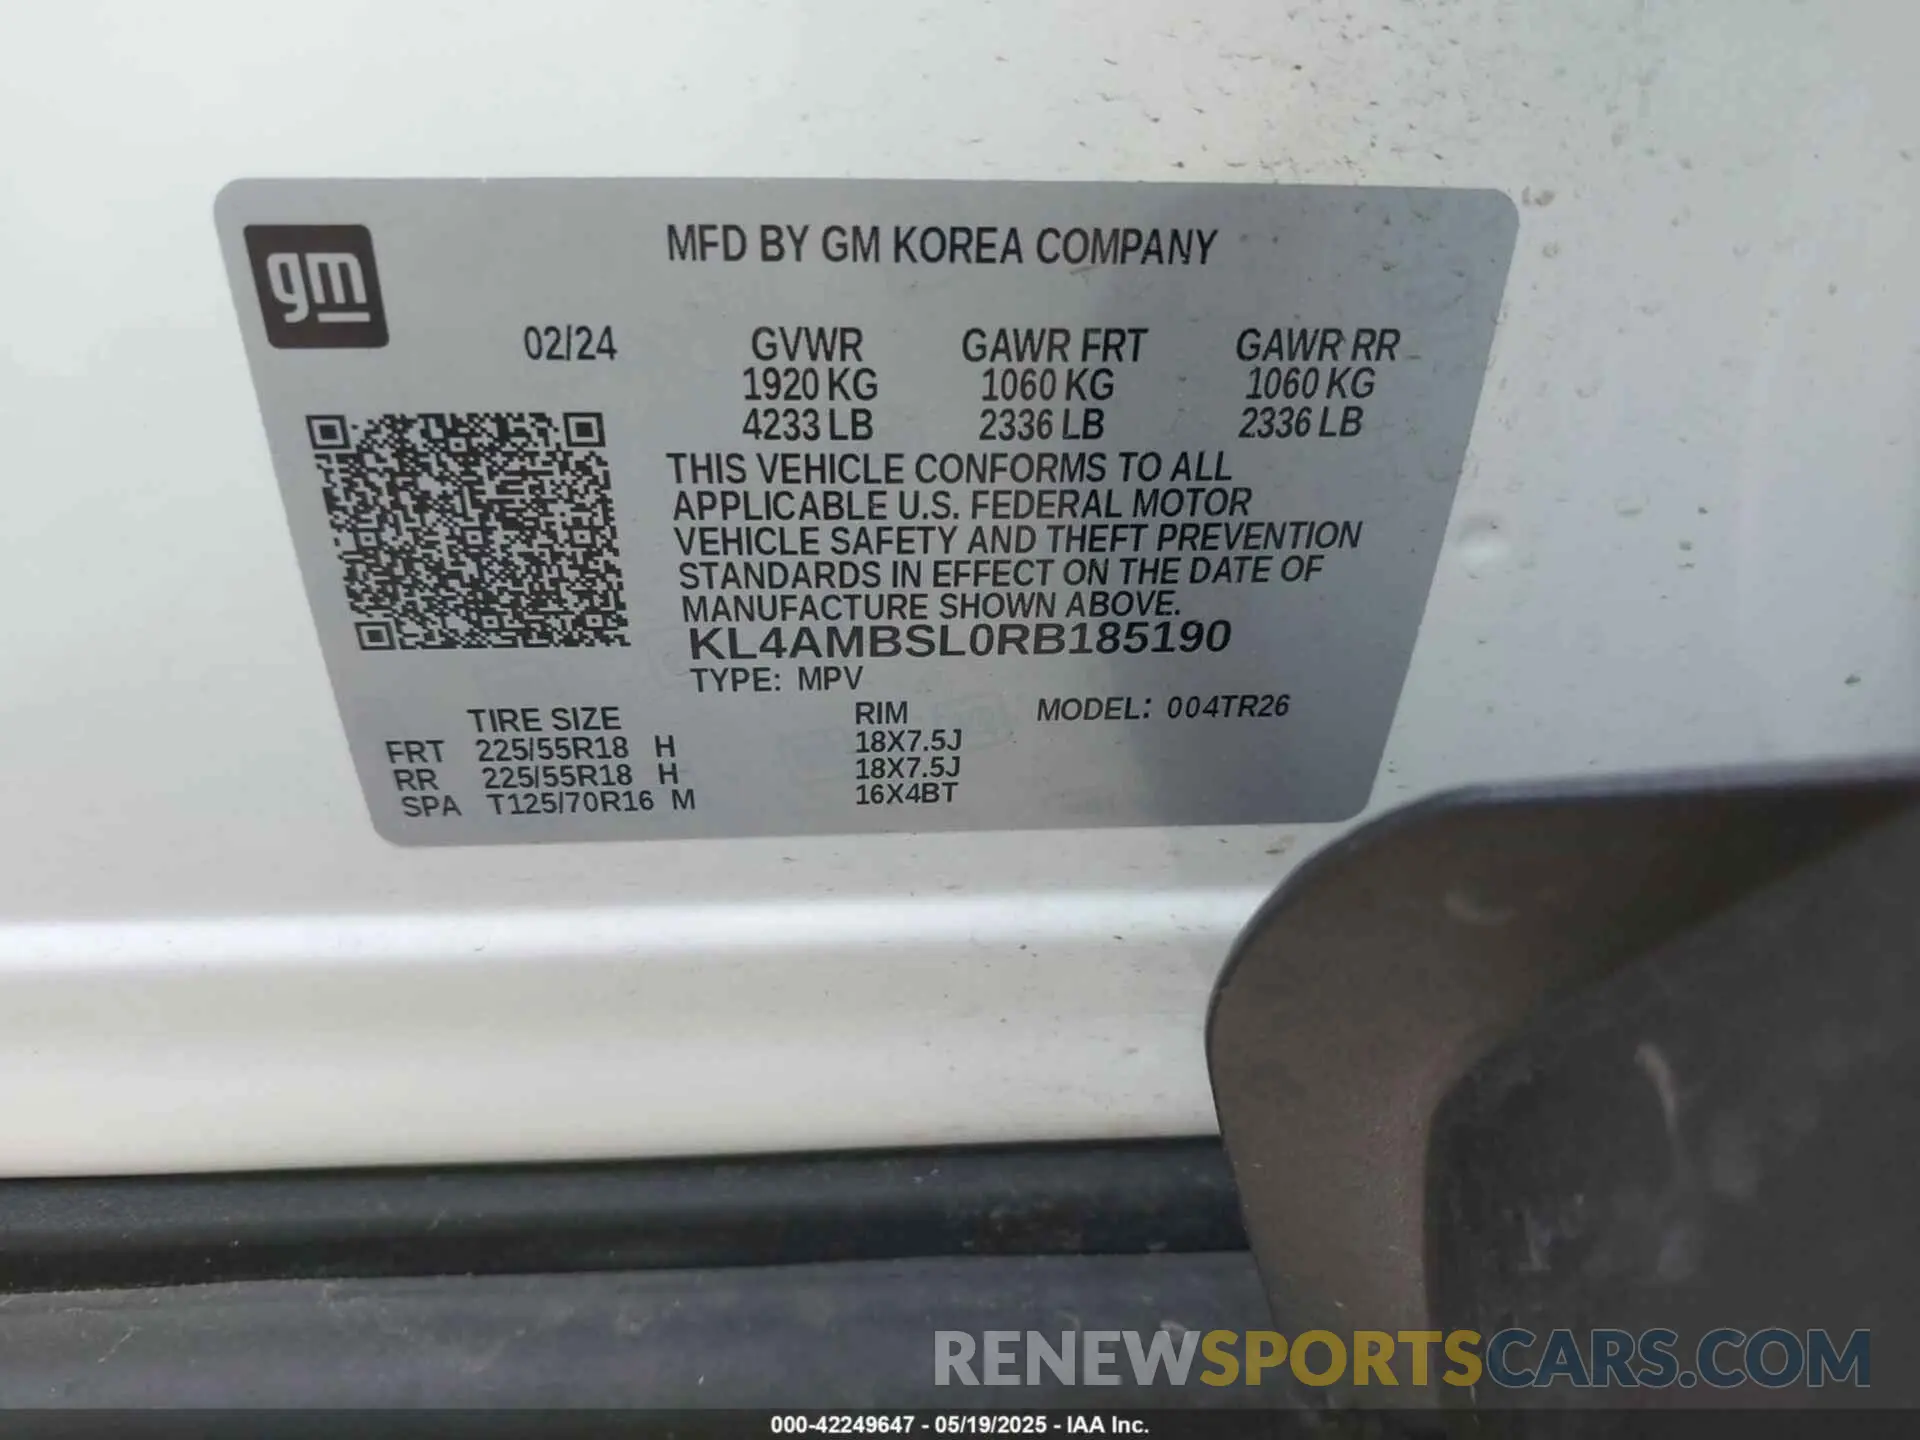 gm
MFD BY GM KOREA COMPANY
02/24 GVWR GAWR FRT GAWR RR
1920 KG 1060 KG 1060 KG
4233 LB 2336 LB 2336 LB
THIS VEHICLE CONFORMS TO ALL
APPLICABLE U.S. FEDERAL MOTOR
VEHICLE SAFETY AND THEFT PREVENTION
STANDARDS IN EFFECT ON THE DATE OF
MANUFACTURE SHOWN ABOVE.
KL4AMBSL0RB185190
TYPE: MPV
TIRE SIZE RIM MODEL: 004TR26
FRT 225/55R18 H 18X7.5J
RR 225/55R18 H 18X7.5J
SPA T125/70R16 M 16X4BT
RENEWSPORTSCARS.COM
000-42249647 - 05/19/2025 - IAA Inc.